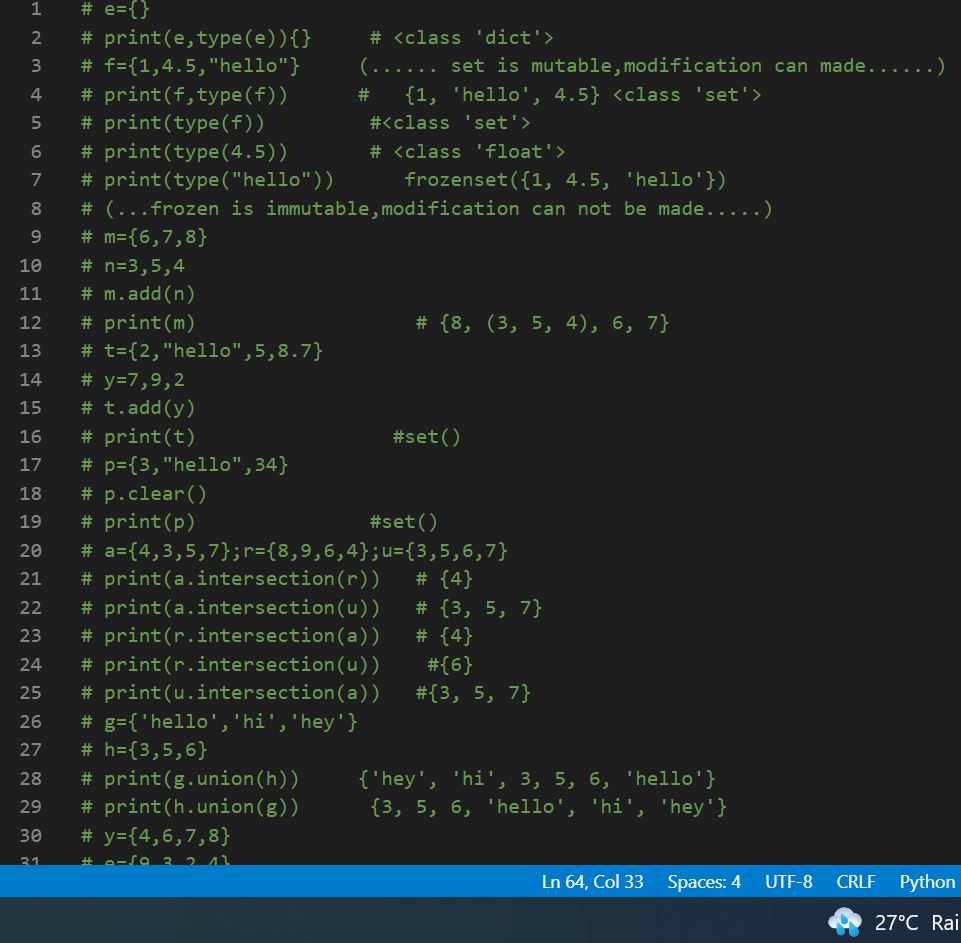 1 # e={}
2 # print(e,type(e)){} # <class 'dict'>
3 # f={1,4.5,"hello"} (...... set is mutable,modification can made......)
4 # print(f,type(f)) # {1, 'hello', 4.5} <class 'set'>
5 # print(type(f)) #<class 'set'>
6 # print(type(4.5)) # <class 'float'>
7 # print(type("hello")) frozenset({1, 4.5, 'hello'})
8 # (...frozen is immutable,modification can not be made.....)
9 # m={6,7,8}
10 # n=3,5,4
11 # m.add(n)
12 # print(m) # {8, (3, 5, 4), 6, 7}
13 # t={2,"hello",5,8.7}
14 # y=7,9,2
15 # t.add(y)
16 # print(t) #set()
17 # p={3,"hello",34}
18 # p.clear()
19 # print(p) #set()
20 # a={4,3,5,7};r={8,9,6,4};u={3,5,6,7}
21 # print(a.intersection(r)) # {4}
22 # print(a.intersection(u)) # {3, 5, 7}
23 # print(r.intersection(a)) # {4}
24 # print(r.intersection(u)) #{6}
25 # print(u.intersection(a)) #{3, 5, 7}
26 # g={'hello','hi','hey'}
27 # h={3,5,6}
28 # print(g.union(h)) {'hey', 'hi', 3, 5, 6, 'hello'}
29 # print(h.union(g)) {3, 5, 6, 'hello', 'hi', 'hey'}
30 # y={4,6,7,8}
31 # e={9,3,2,4}
Ln 64, Col 33 Spaces: 4 UTF-8 CRLF Python
27°C Rai